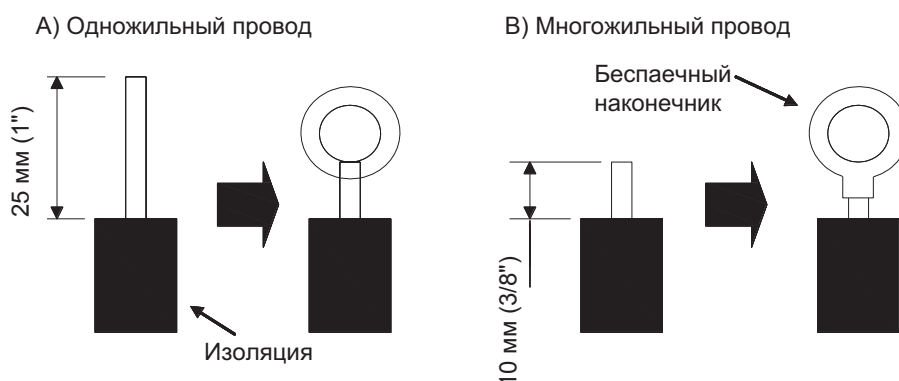 A) Одножильный провод
B) Многожильный провод
25 мм (1")
Изоляция
Беспаечный
наконечник
10 мм (3/8")